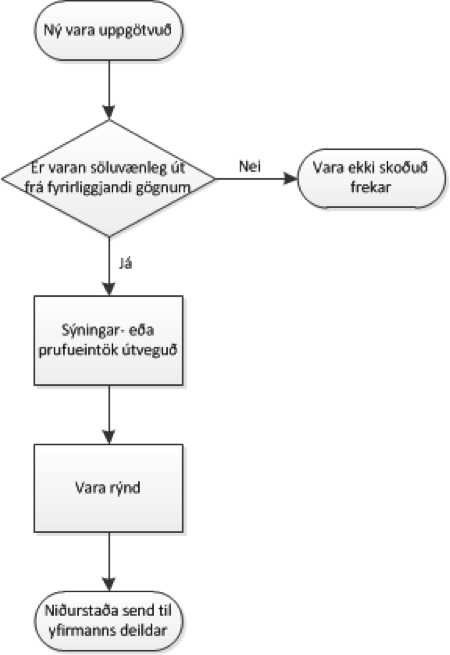 Ný vara uppgötvuð
Er varan söluvænleg út
frá fyrirliggjandi gögnum
Nei
Vara ekki skoðuð
frekar
Já
Sýningar- eða
prufueintök útveguð
Vara rýnd
Niðurstaða send til
yfirmanns deildar